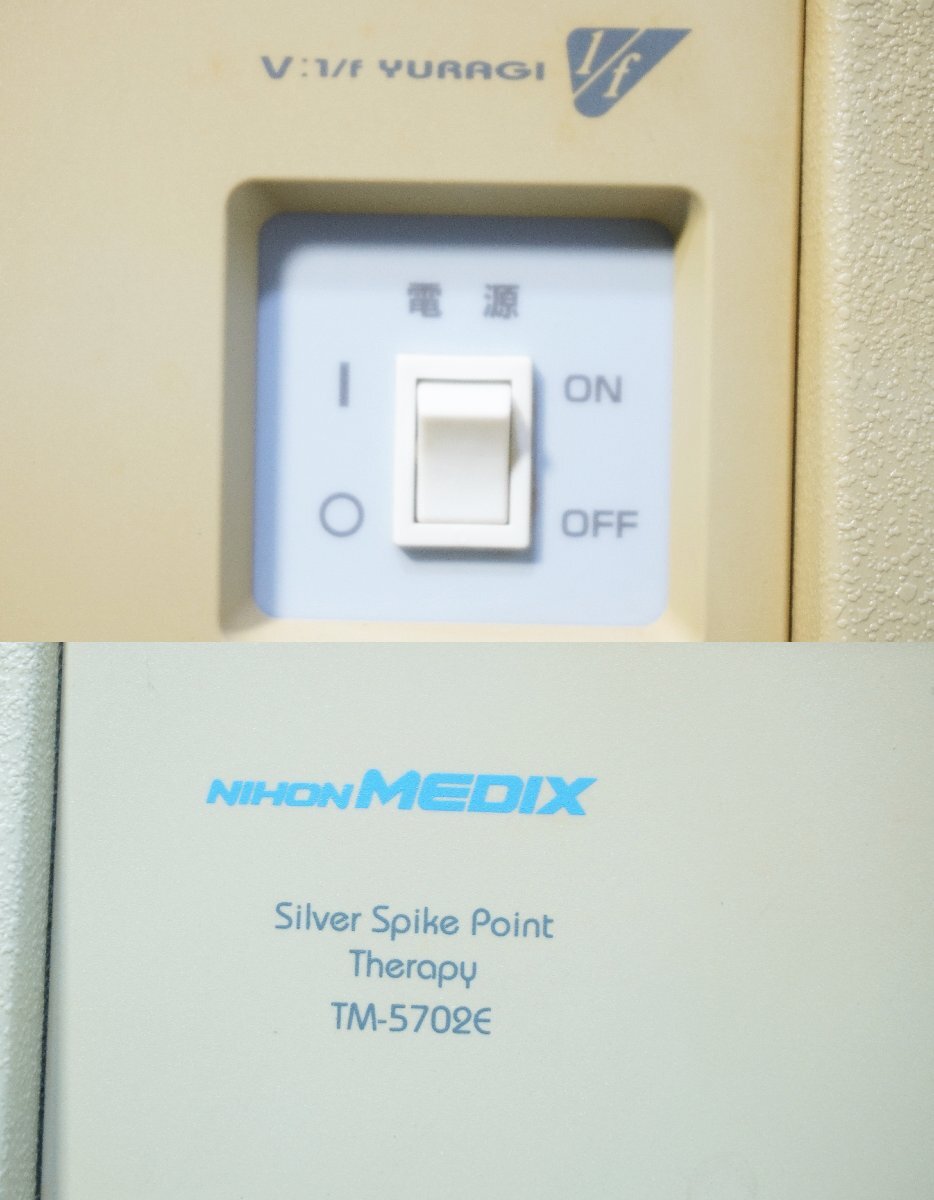 V:1/f YURAGI 1/f
電 源
I ON
O OFF
NIHON MEDIX
Silver Spike Point
Therapy
TM-5702E